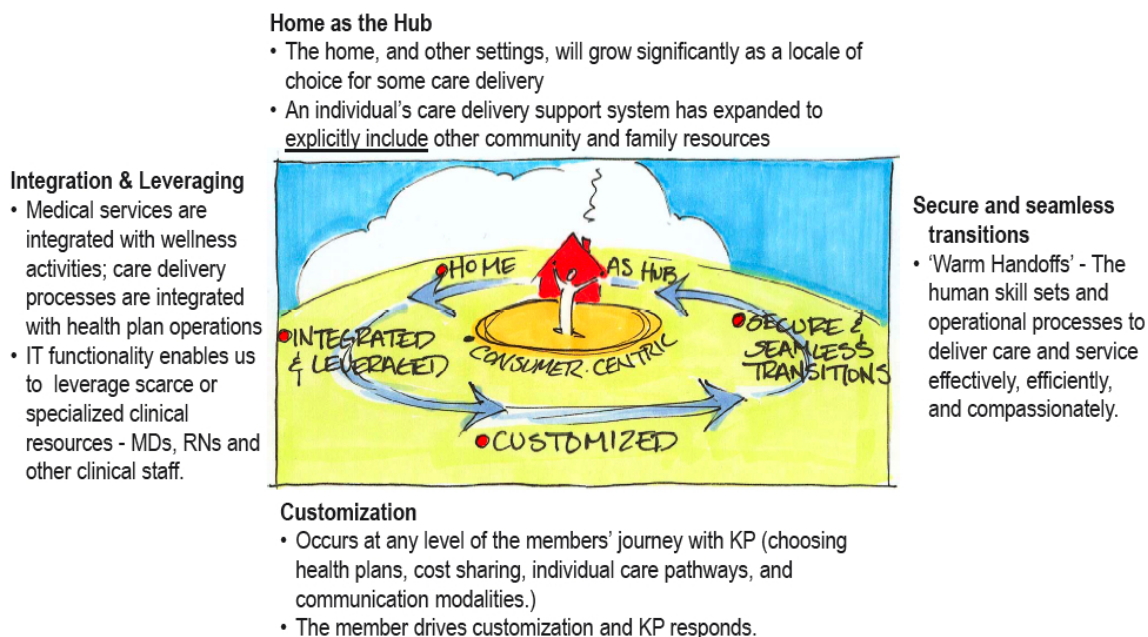 Home as the Hub
• The home, and other settings, will grow significantly as a locale of
choice for some care delivery
• An individual's care delivery support system has expanded to
explicitly include other community and family resources
Integration & Leveraging
• Medical services are
integrated with wellness
activities; care delivery
processes are integrated
with health plan operations
• IT functionality enables us
to leverage scarce or
specialized clinical
resources - MDs, RNs and
other clinical staff.
HOME AS HUB
INTEGRATED
& LEVERAGED
CONSUMER-CENTRIC
SECURE &
SEAMLESS
TRANSITIONS
CUSTOMIZED
Secure and seamless
transitions
• 'Warm Handoffs' - The
human skill sets and
operational processes to
deliver care and service
effectively, efficiently,
and compassionately.
Customization
• Occurs at any level of the members' journey with KP (choosing
health plans, cost sharing, individual care pathways, and
communication modalities.)
• The member drives customization and KP responds.